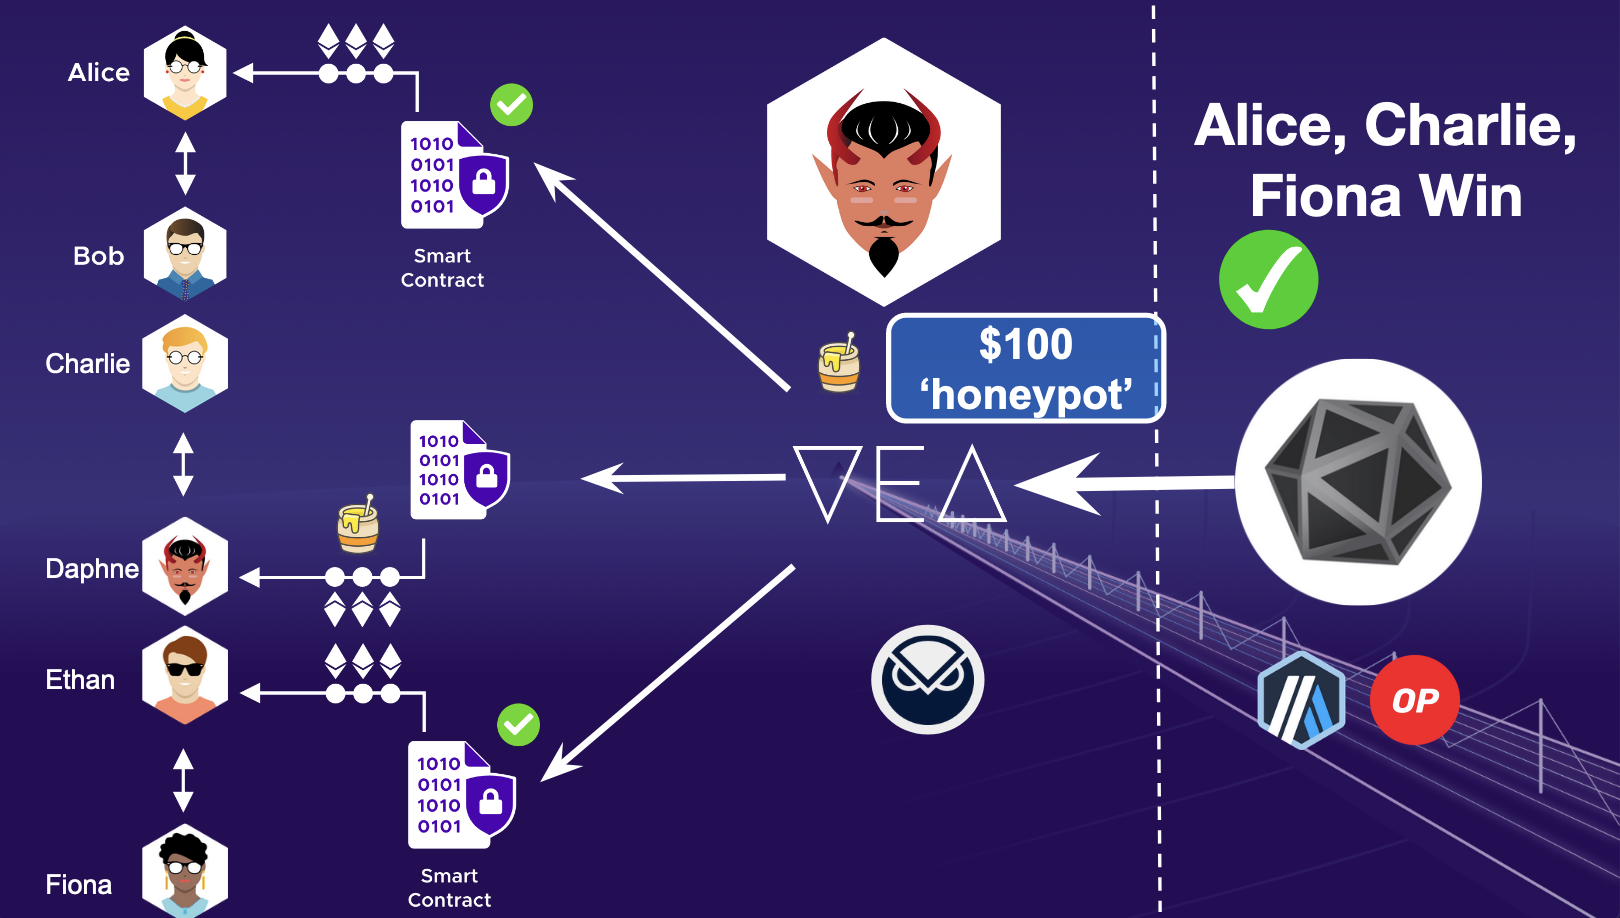 Alice
1010
0101
1010
0101
Smart
Contract
Bob
Charlie
1010
0101
1010
0101
Daphne
Ethan
1010
0101
1010
0101
Smart
Contract
Fiona
$100
‘honeypot’
VEA
Alice, Charlie,
Fiona Win
OP